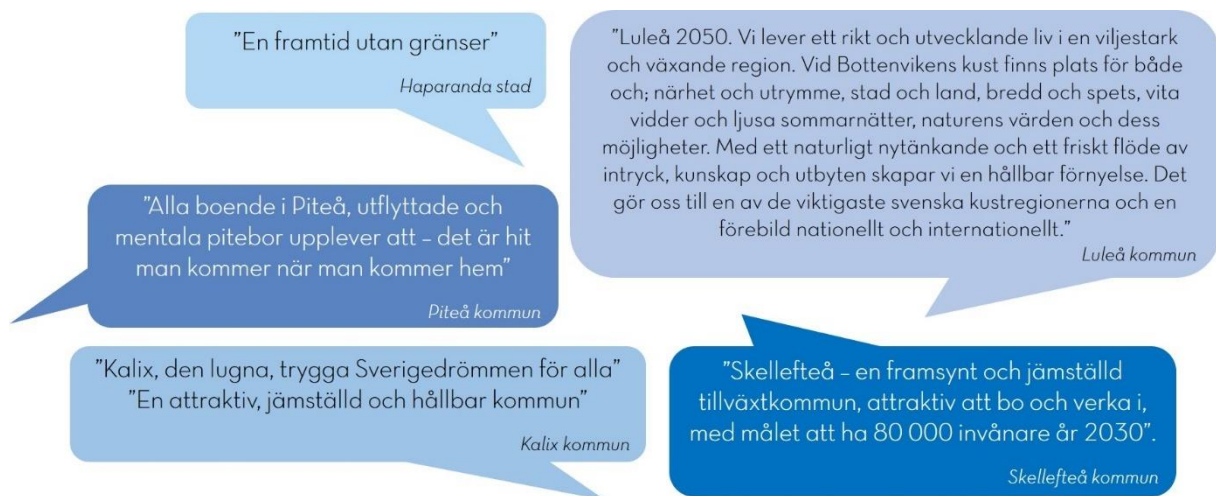 "En framtid utan gränser"
Haparanda stad
"Luleå 2050. Vi lever ett rikt och utvecklande liv i en viljestark
och växande region. Vid Bottenvikens kust finns plats för både
och; närhet och utrymme, stad och land, bredd och spets, vita
vidder och ljusa sommarnätter, naturens värden och dess
möjligheter. Med ett naturligt nytänkande och ett friskt flöde av
intryck, kunskap och utbyten skapar vi en hållbar förnyelse. Det
gör oss till en av de viktigaste svenska kustregionerna och en
förebild nationellt och internationellt."
Luleå kommun
"Alla boende i Piteå, utflyttade och
mentala pitebor upplever att – det är hit
man kommer när man kommer hem"
Piteå kommun
"Kalix, den lugna, trygga Sverigedrömmen för alla"
"En attraktiv, jämställd och hållbar kommun"
Kalix kommun
"Skellefteå – en framsynt och jämställd
tillväxtkommun, attraktiv att bo och verka i,
med målet att ha 80 000 invånare år 2030".
Skellefteå kommun